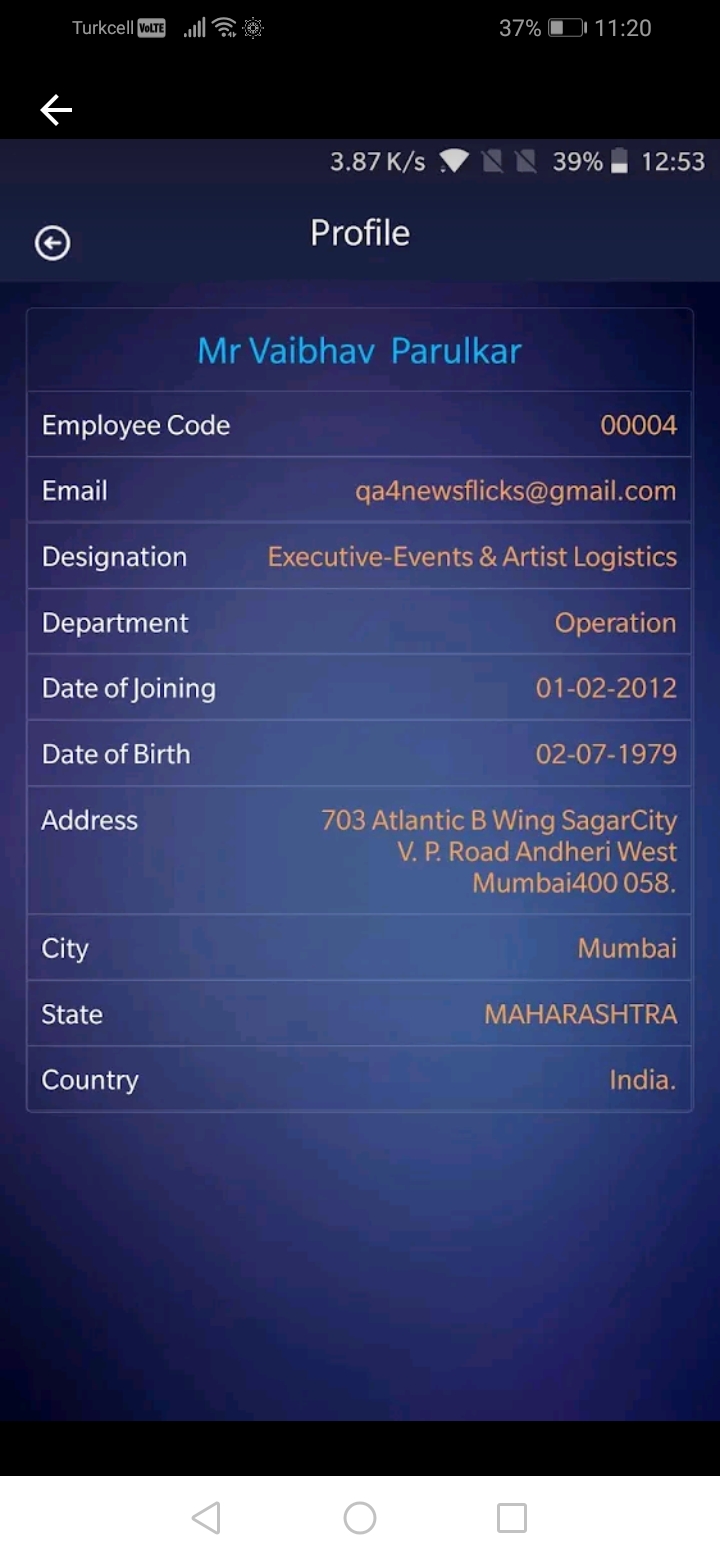 Turkcell VoLTE 37% 11:20
3.87 K/s 39% 12:53
Profile
Mr Vaibhav Parulkar
Employee Code 00004
Email qa4newsflicks@gmail.com
Designation Executive-Events & Artist Logistics
Department Operation
Date of Joining 01-02-2012
Date of Birth 02-07-1979
Address 703 Atlantic B Wing SagarCity
V. P. Road Andheri West
Mumbai400 058.
City Mumbai
State MAHARASHTRA
Country India.